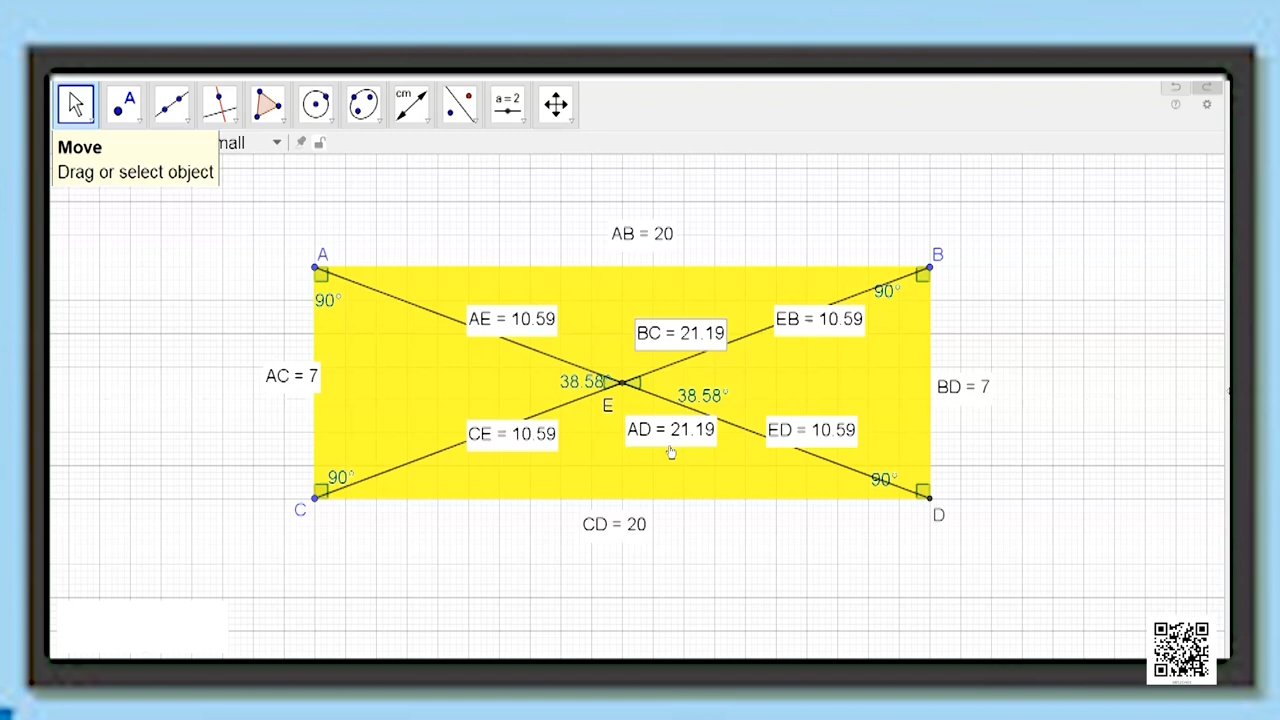 A
cm
a = 2
Move
Drag or select object
mall
AB = 20
A
B
90°
90°
AE = 10.59
BC = 21.19
EB = 10.59
AC = 7
38.58°
38.58°
BD = 7
E
CE = 10.59
AD = 21.19
ED = 10.59
90°
90°
C
D
CD = 20